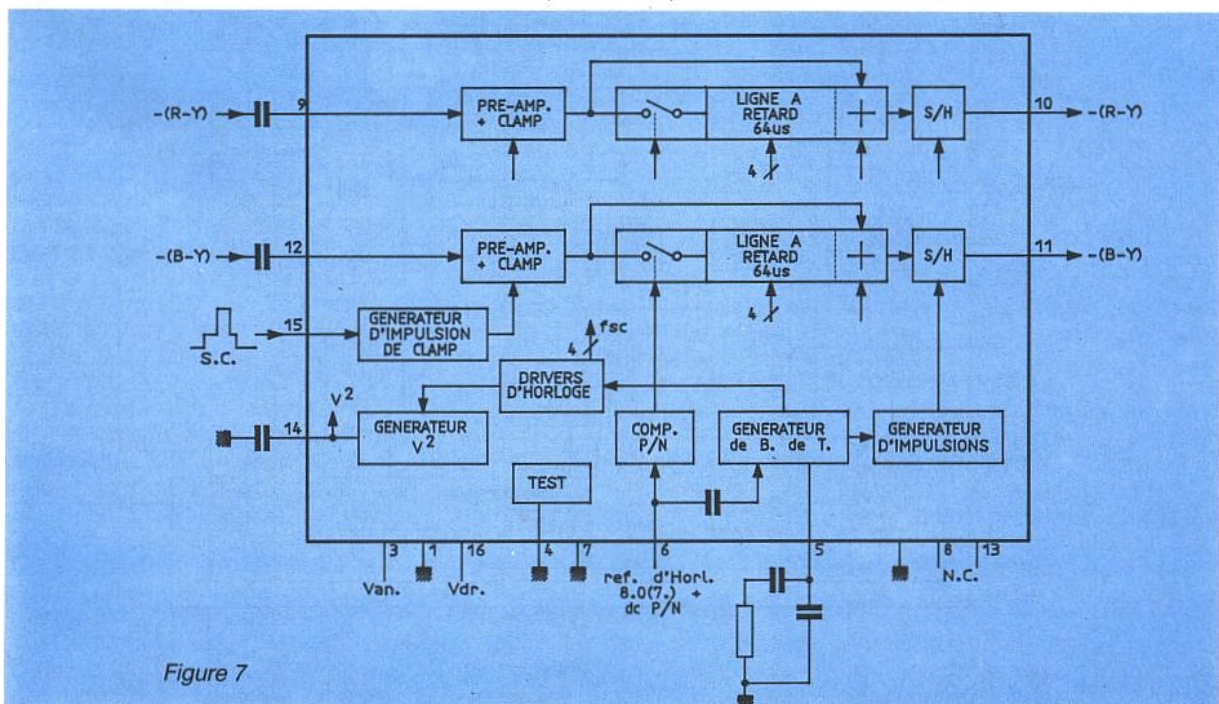 -(R-Y)
9
PRE-AMP.
+ CLAMP
LIGNE A
RETARD
64us
+
S/H
10
-(R-Y)
4
-(B-Y)
12
PRE-AMP.
+ CLAMP
LIGNE A
RETARD
64us
+
S/H
11
-(B-Y)
4
15
S.C.
GENERATEUR
D'IMPULSION
DE CLAMP
4
fsc
DRIVERS
D'HORLOGE
V²
14
GENERATEUR
V²
COMP.
P/N
GENERATEUR
de B. de T.
GENERATEUR
D'IMPULSIONS
TEST
3
1
16
4
7
6
5
8
13
Van.
Vdr.
N.C.
ref. d'Horl.
8.0(7.) +
dc P/N
Figure 7